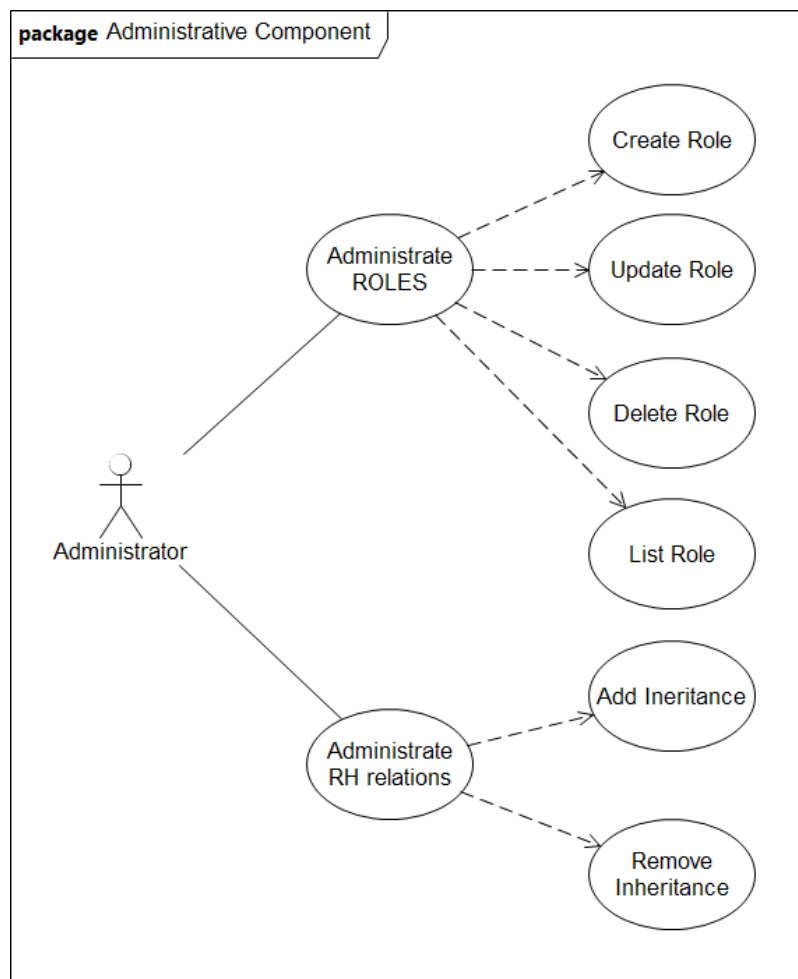 package Administrative Component
Create Role
Administrate
ROLES
Update Role
Delete Role
Administrator
List Role
Add Ineritance
Administrate
RH relations
Remove
Inheritance